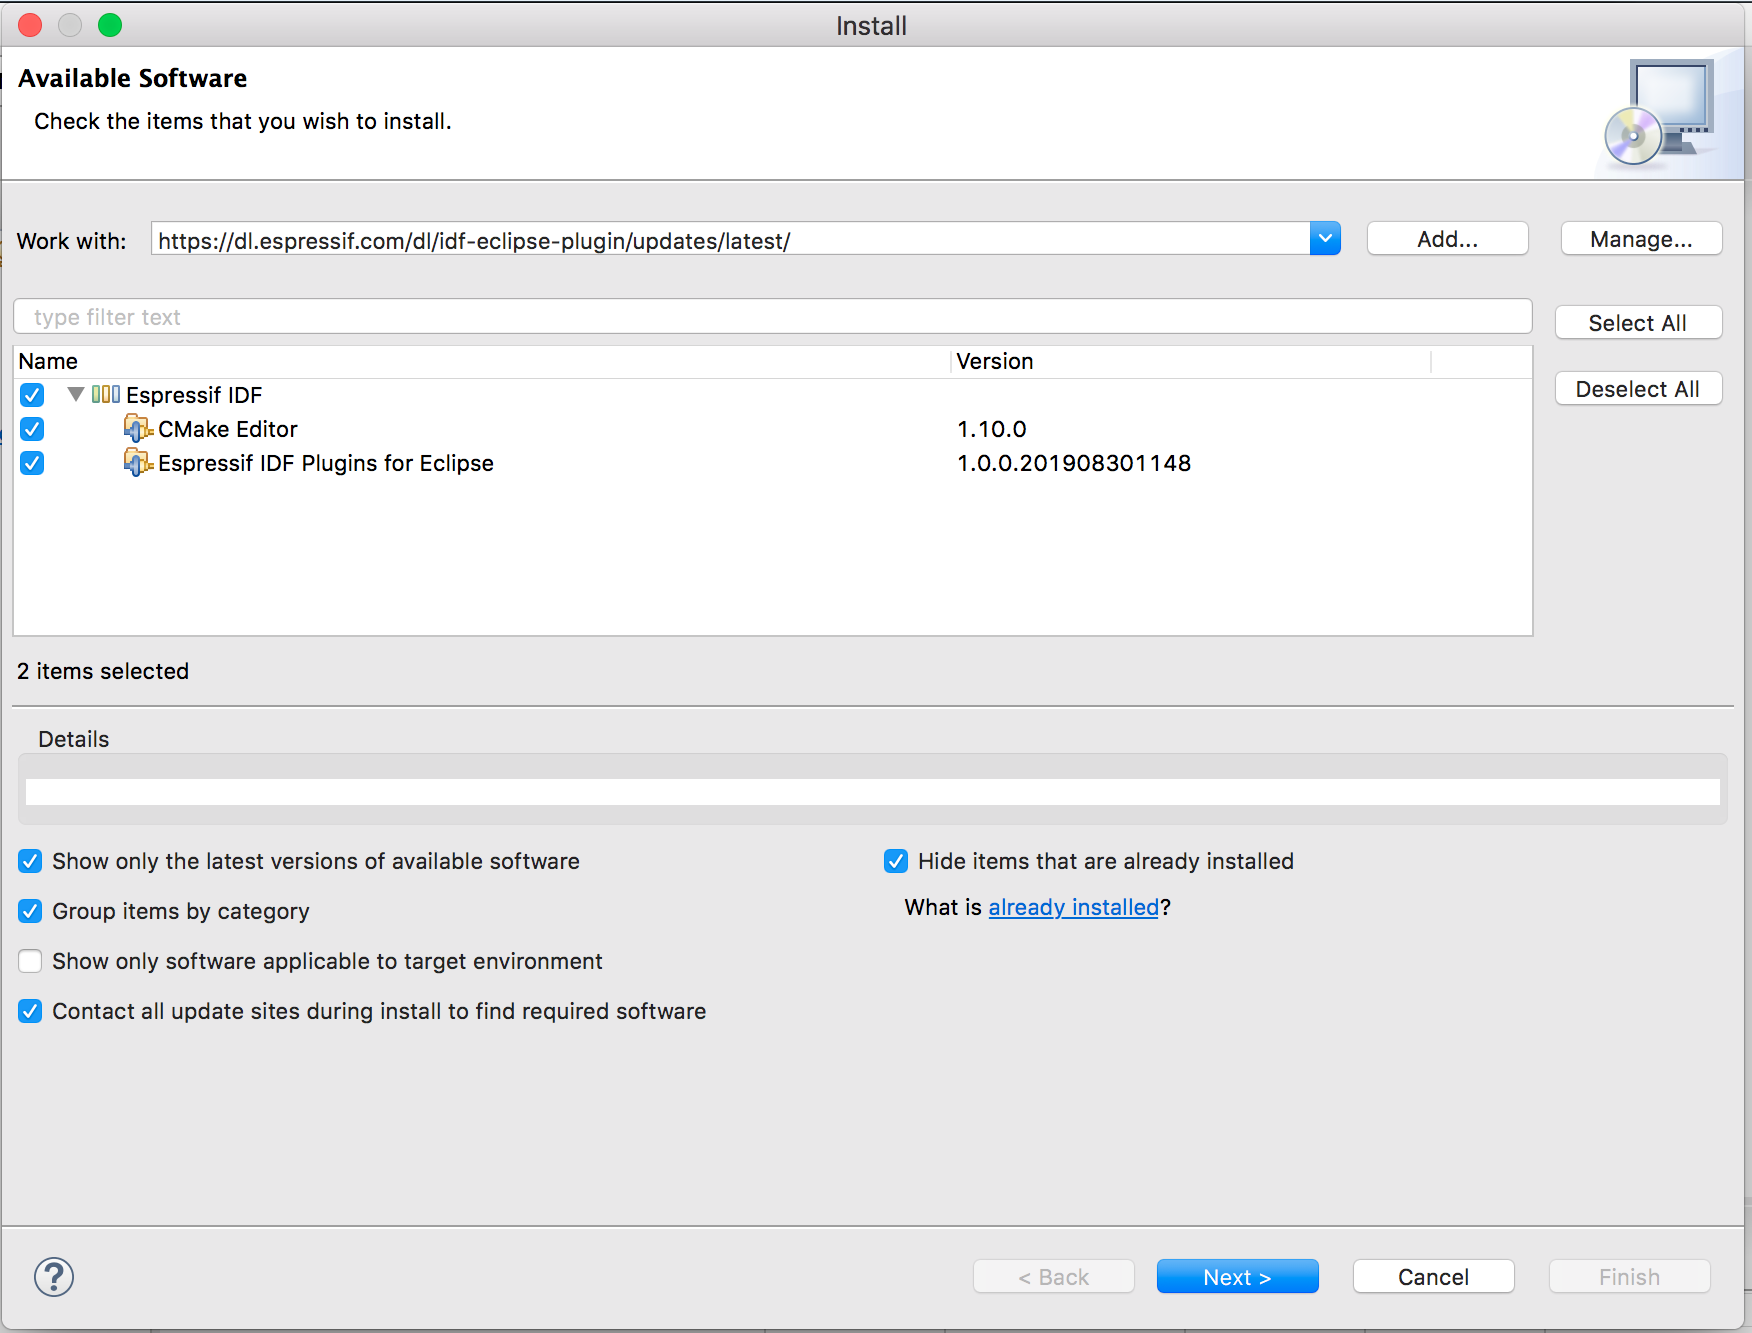 Install
Available Software
Check the items that you wish to install.
Work with: https://dl.espressif.com/dl/idf-eclipse-plugin/updates/latest/ Add... Manage...
type filter text
Select All
Name Version
Espressif IDF
Deselect All
CMake Editor 1.10.0
Espressif IDF Plugins for Eclipse 1.0.0.201908301148
2 items selected
Details
Show only the latest versions of available software Hide items that are already installed
Group items by category What is already installed?
Show only software applicable to target environment
Contact all update sites during install to find required software
? < Back Next > Cancel Finish